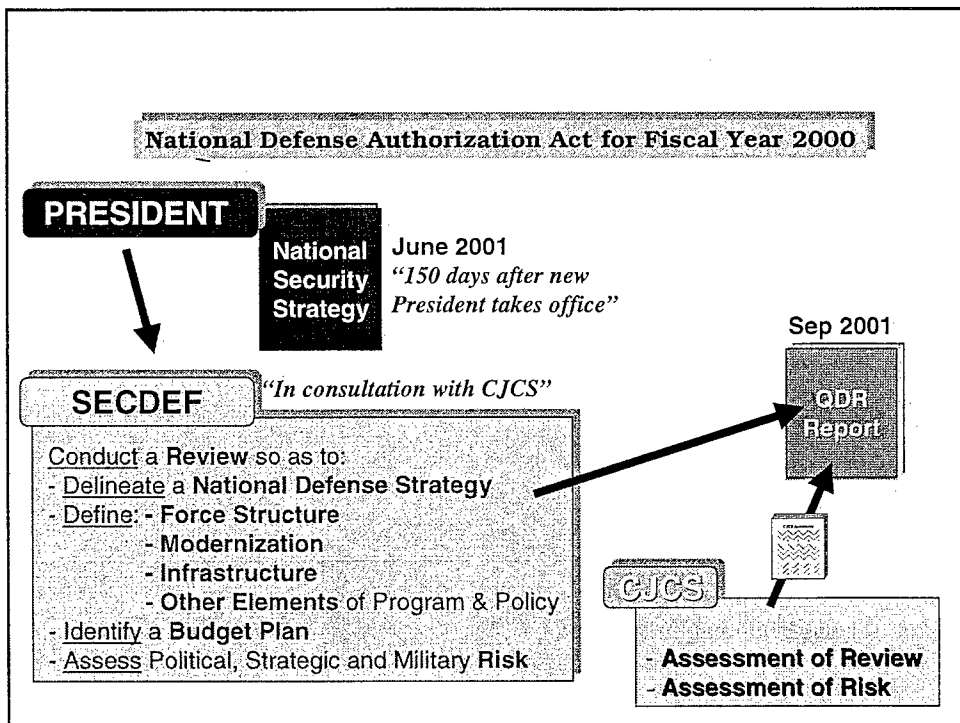 National Defense Authorization Act for Fiscal Year 2000
PRESIDENT
National
Security
Strategy
June 2001
“150 days after new
President takes office”
SECDEF
“In consultation with CJCS”
Conduct a Review so as to:
- Delineate a National Defense Strategy
- Define: - Force Structure
- Modernization
- Infrastructure
- Other Elements of Program & Policy
- Identify a Budget Plan
- Assess Political, Strategic and Military Risk
Sep 2001
QDR
Report
CJCS
- Assessment of Review
- Assessment of Risk